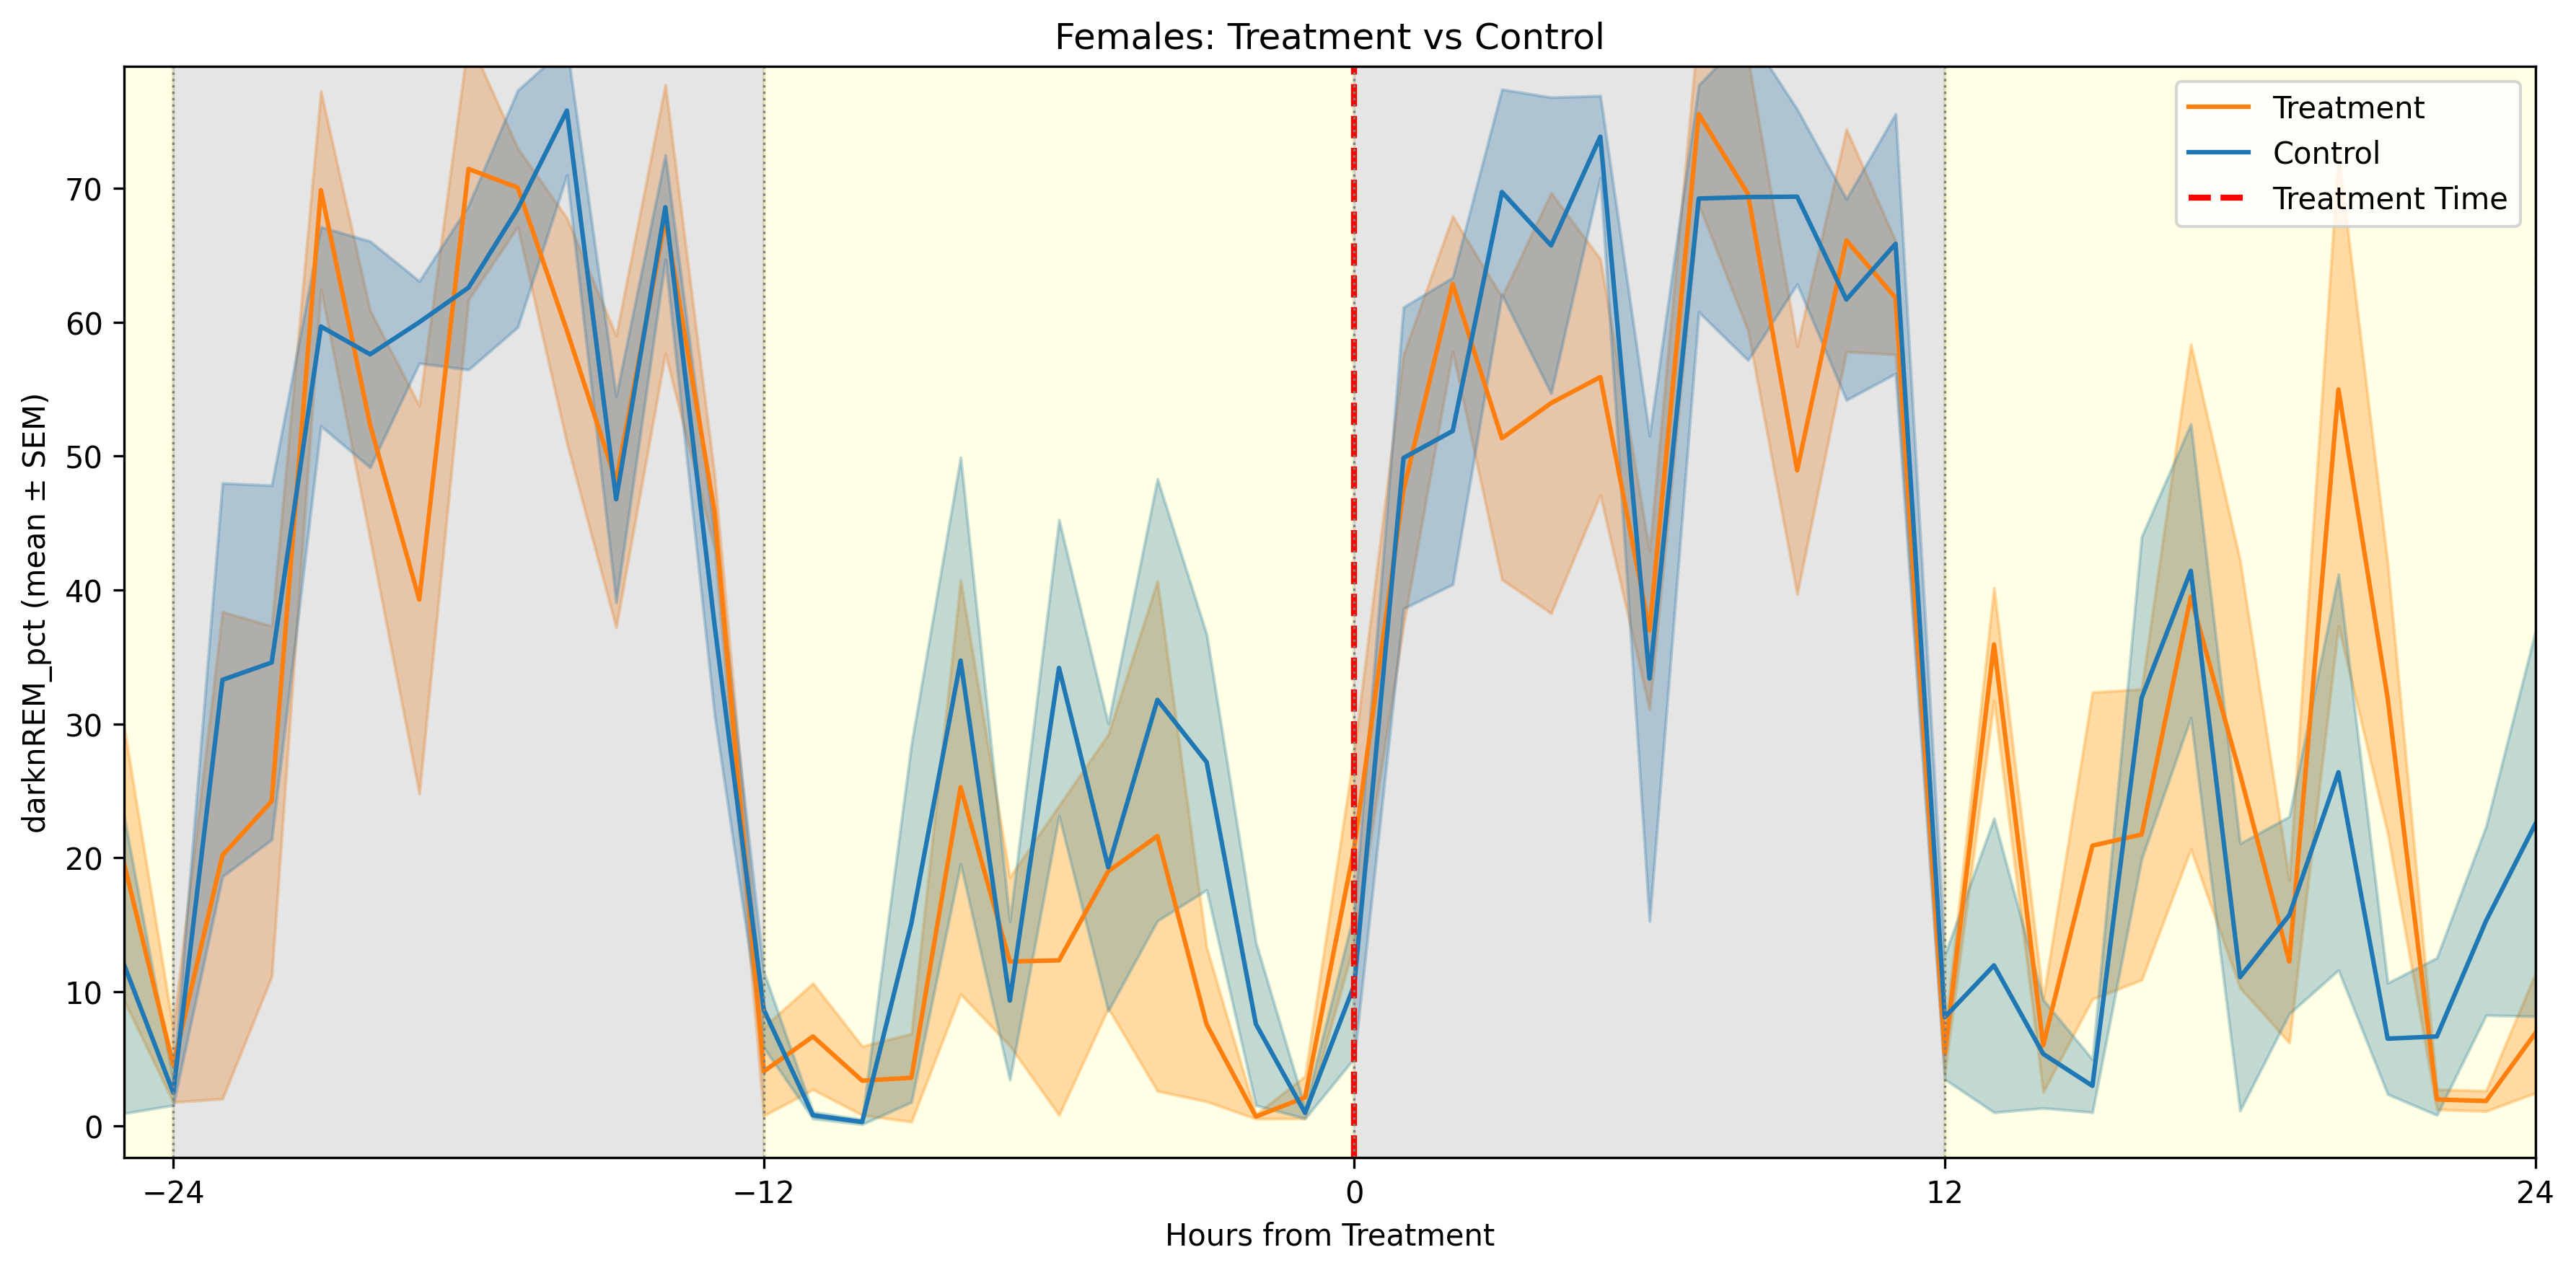 Females: Treatment vs Control
Treatment
Control
Treatment Time
darknREM_pct (mean ± SEM)
70
60
50
40
30
20
10
0
−24
−12
0
12
24
Hours from Treatment